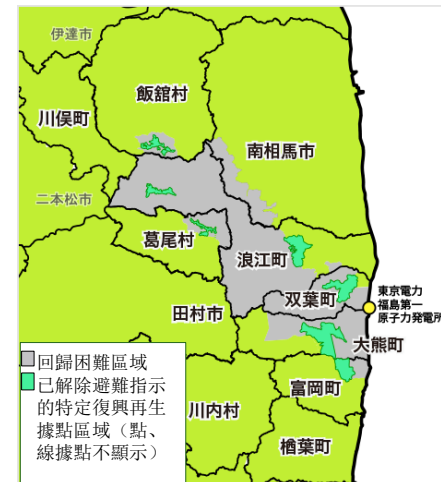 伊達市
飯舘村
川俣町
南相馬市
二本松市
葛尾村
浪江町
双葉町
東京電力
福島第一
原子力発電所
田村市
大熊町
回歸困難區域
已解除避難指示
的特定復興再生
據點區域（點、
線據點不顯示）
富岡町
川内村
楢葉町